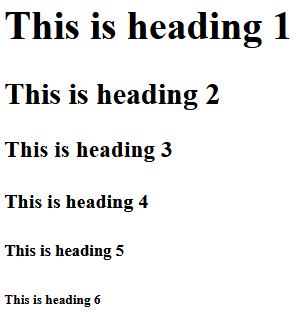 This is heading 1
This is heading 2
This is heading 3
This is heading 4
This is heading 5
This is heading 6